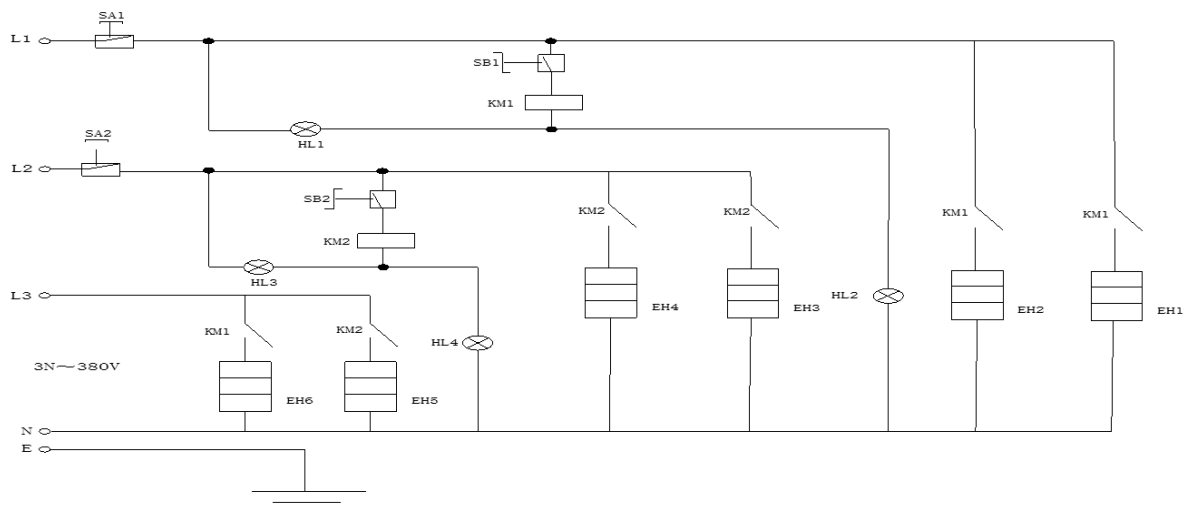 SA1
L1
SB1
KM1
HL1
SA2
L2
SB2
KM2
KM2
KM2
KM1
KM1
HL3
L3
EH4
EH3
HL2
EH2
EH1
KM1
KM2
HL4
3N～380V
EH6
EH5
N
E